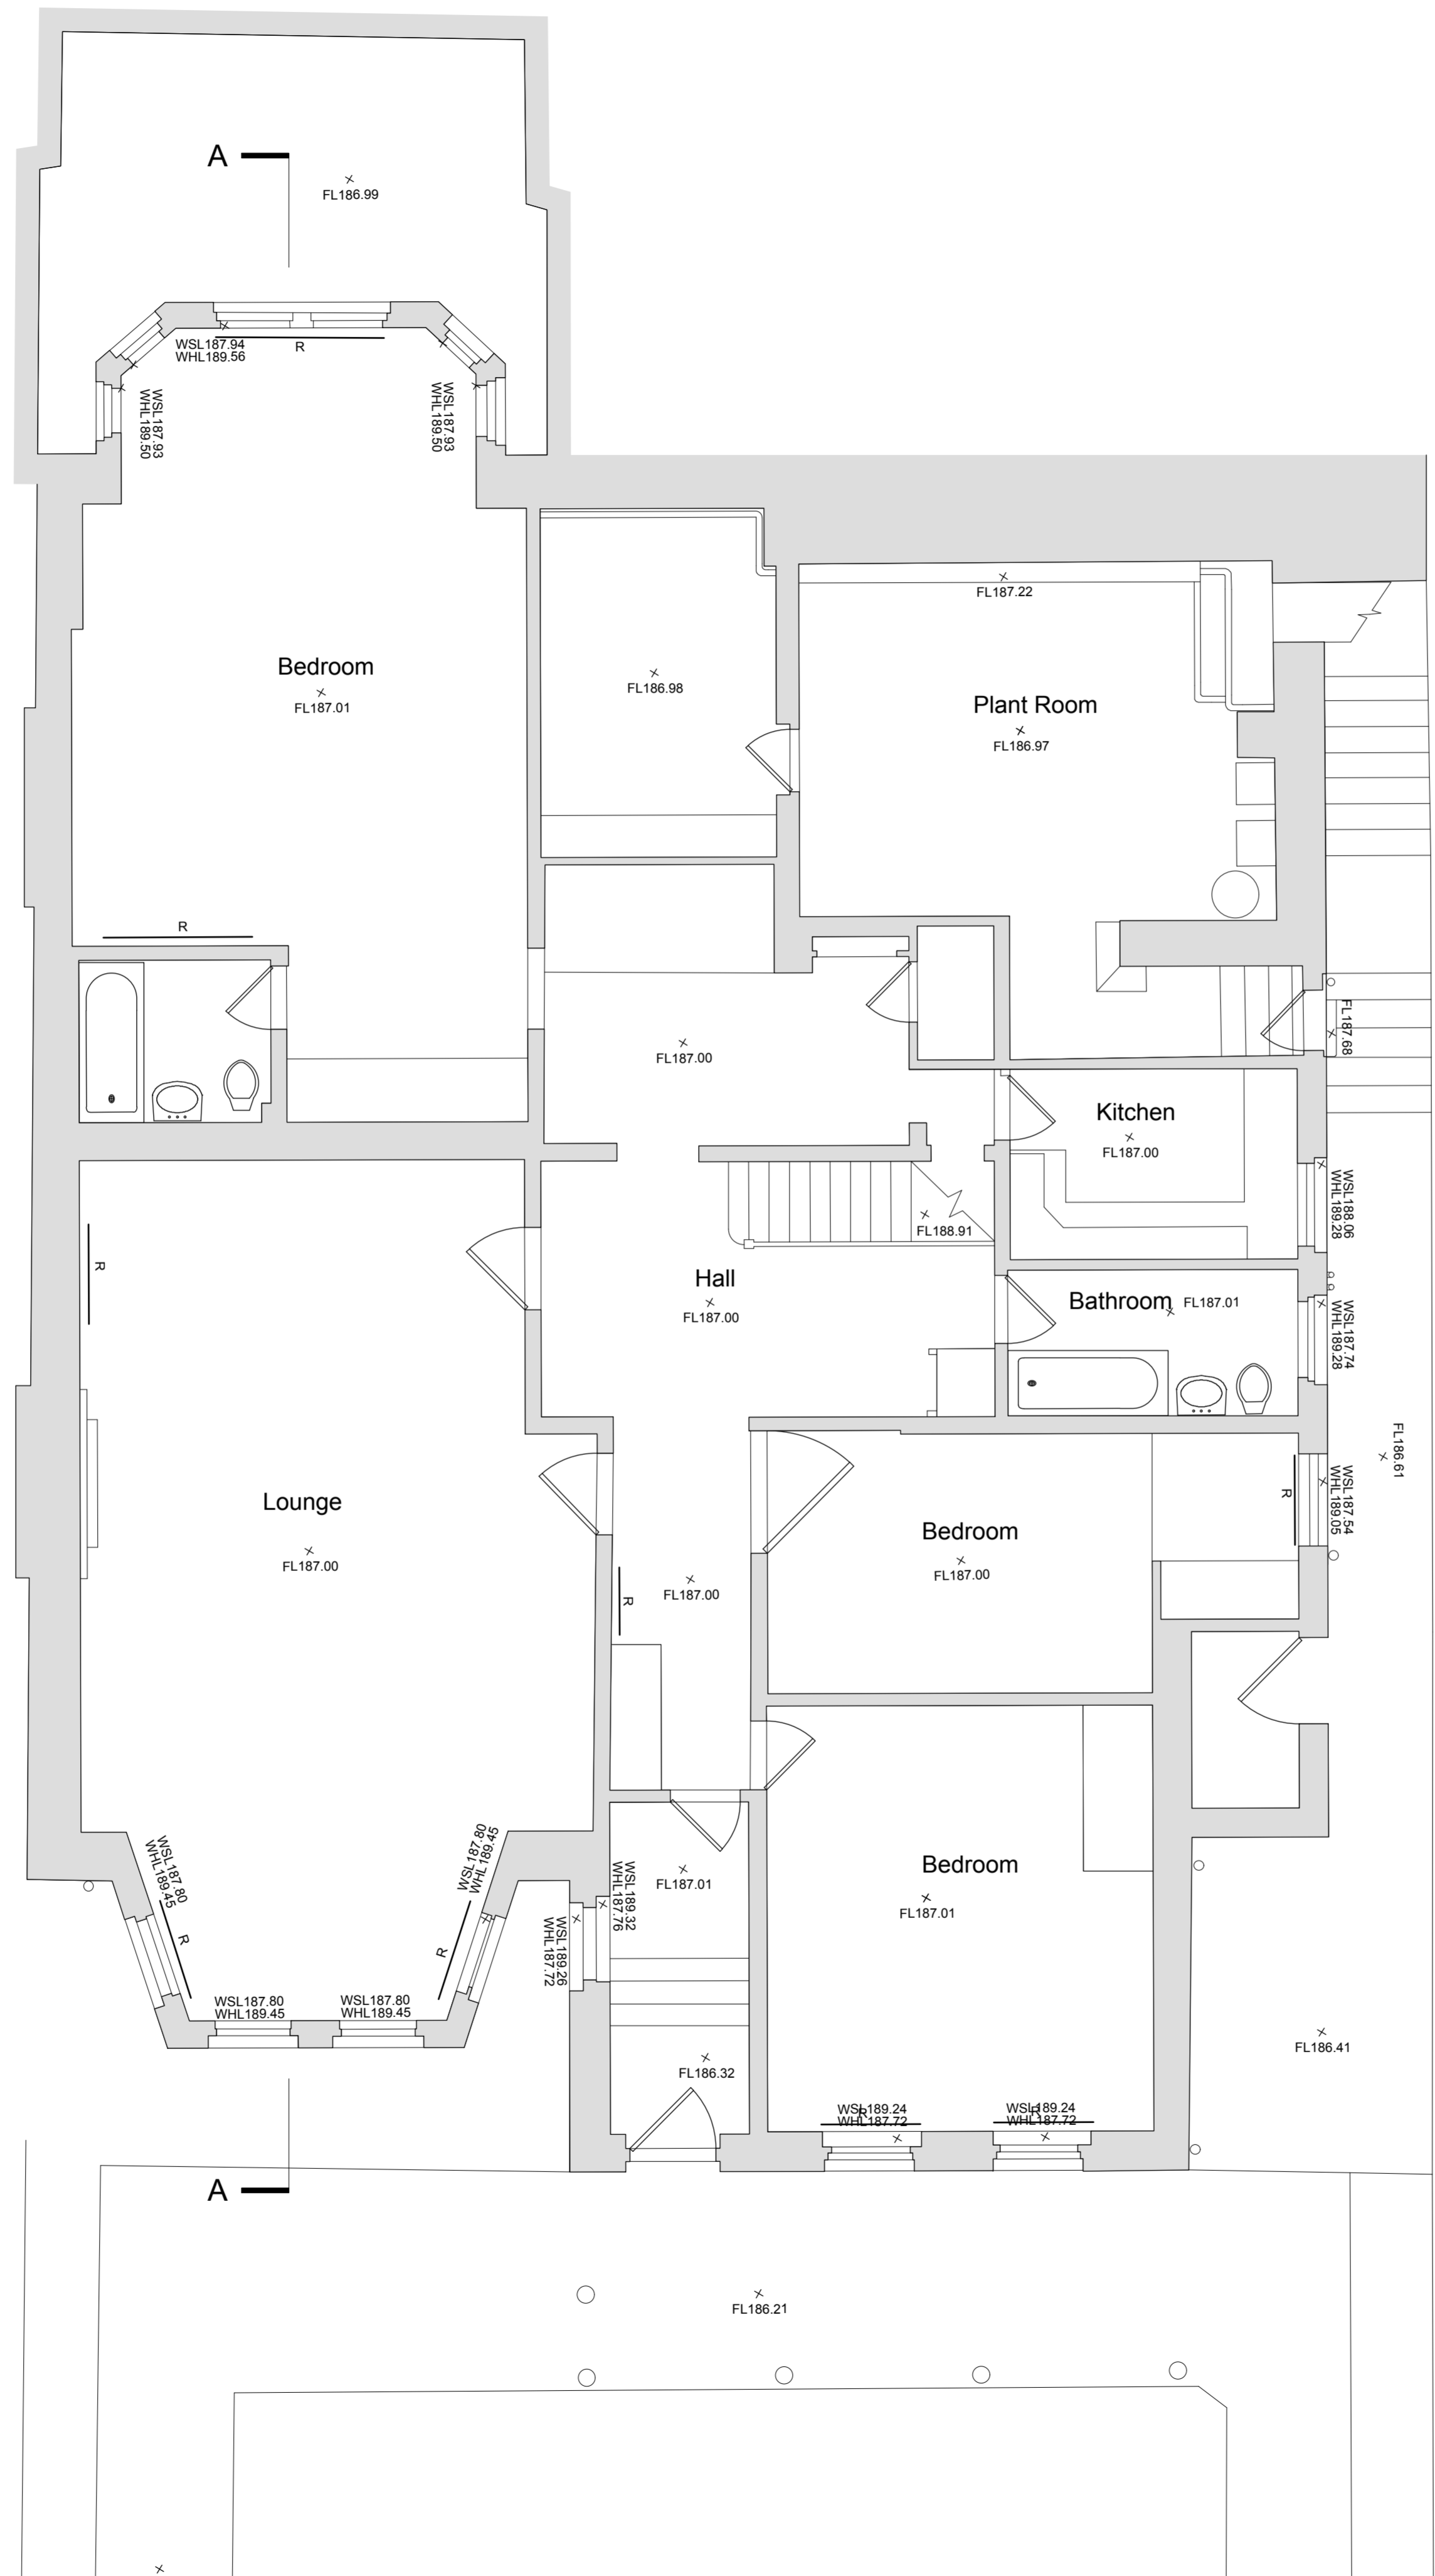 A
FL186.99
WSL187.94
WHL189.56
R
WSL187.93
WHL189.50
WSL187.93
WHL189.50
FL187.22
Bedroom
FL187.01
FL186.98
Plant Room
FL186.97
R
FL187.68
FL187.00
Kitchen
FL187.00
WSL188.06
WHL189.28
FL188.91
R
Hall
FL187.00
Bathroom
FL187.01
WSL187.74
WHL189.28
FL186.61
Lounge
FL187.00
Bedroom
FL187.00
R
WSL187.54
WHL189.05
FL187.00
R
WSL187.80
WHL189.45
WSL187.80
WHL189.45
R
R
FL187.01
WSL189.32
WHL187.76
WSL189.26
WHL187.72
Bedroom
FL187.01
WSL187.80
WHL189.45
WSL187.80
WHL189.45
FL186.32
FL186.41
WSL189.24
WHL187.72
R
WSL189.24
WHL187.72
R
A
FL186.21